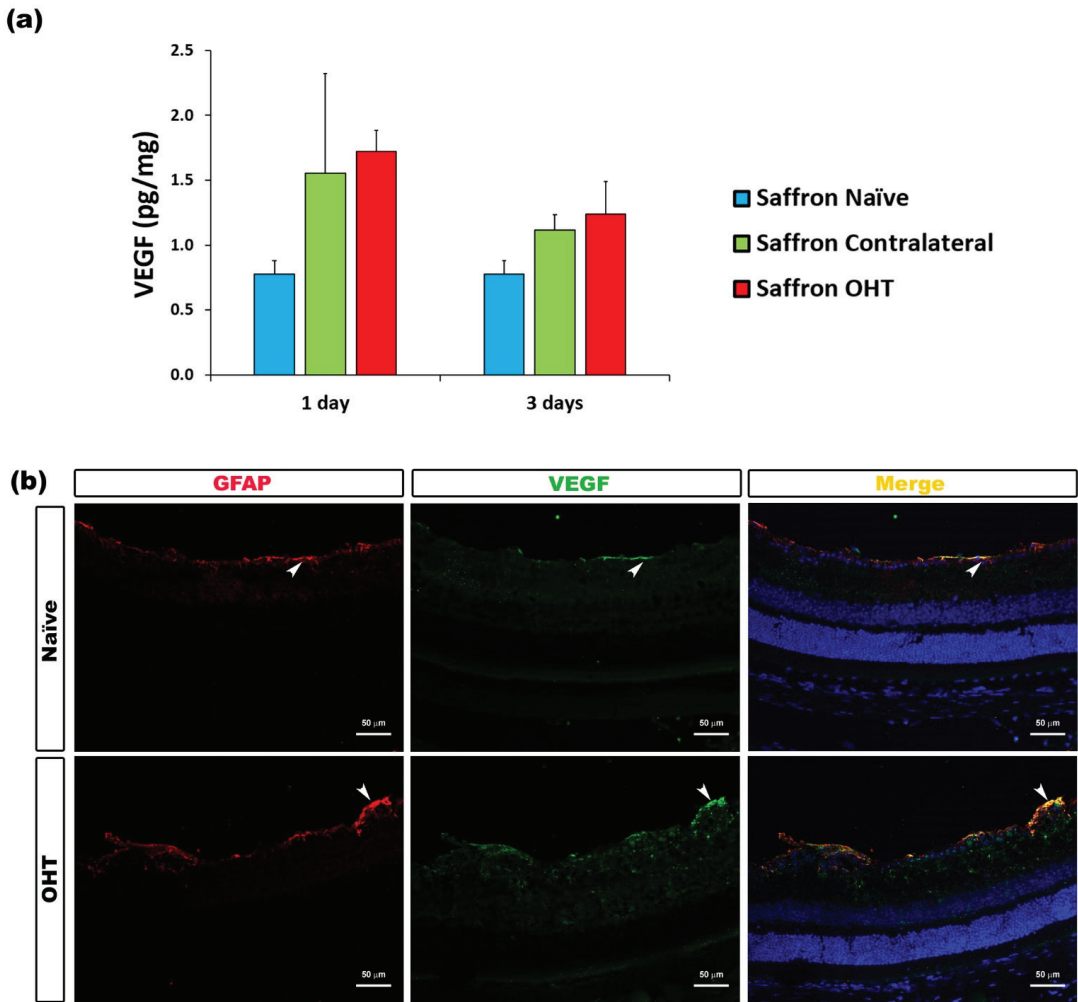 (a)
2.5
2.0
1.5
1.0
0.5
0.0
VEGF (pg/mg)
1 day
3 days
Saffron Naïve
Saffron Contralateral
Saffron OHT
(b)
GFAP
VEGF
Merge
Naïve
50 µm
50 µm
50 µm
OHT
50 µm
50 µm
50 µm